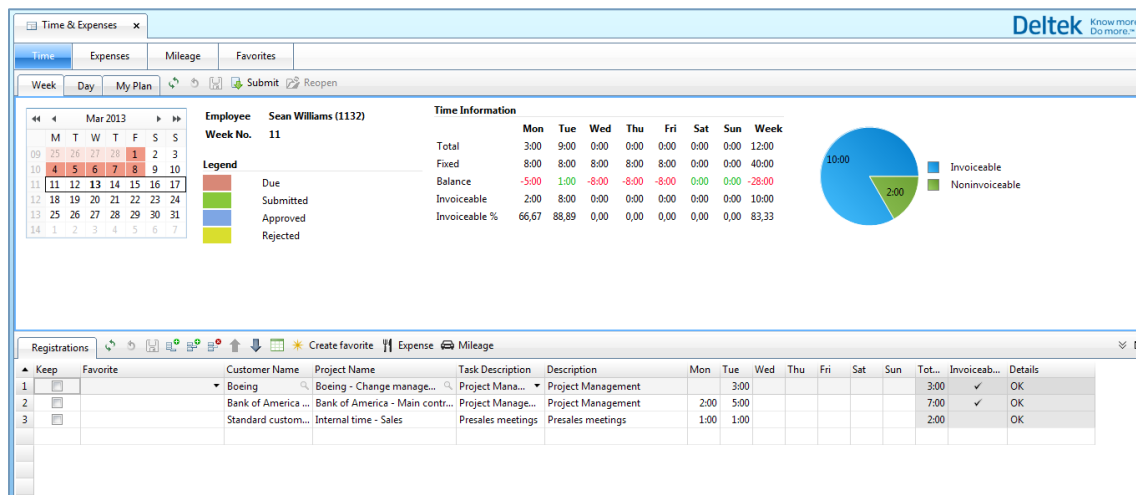 Time & Expenses x
Deltek Know more. Do more.™
Time Expenses Mileage Favorites
Week Day My Plan Submit Reopen
Mar 2013
M T W T F S S
09 25 26 27 28 1 2 3
10 4 5 6 7 8 9 10
11 11 12 13 14 15 16 17
12 18 19 20 21 22 23 24
13 25 26 27 28 29 30 31
14 1 2 3 4 5 6 7
Employee Sean Williams (1132)
Week No. 11
Legend
Due
Submitted
Approved
Rejected
Time Information
Mon Tue Wed Thu Fri Sat Sun Week
Total 3:00 9:00 0:00 0:00 0:00 0:00 0:00 12:00
Fixed 8:00 8:00 8:00 8:00 8:00 0:00 0:00 40:00
Balance -5:00 1:00 -8:00 -8:00 -8:00 0:00 0:00 -28:00
Invoiceable 2:00 8:00 0:00 0:00 0:00 0:00 0:00 10:00
Invoiceable % 66,67 88,89 0,00 0,00 0,00 0,00 0,00 83,33
10:00
2:00
Invoiceable
Noninvoiceable
Registrations Create favorite Expense Mileage
Keep Favorite Customer Name Project Name Task Description Description Mon Tue Wed Thu Fri Sat Sun Tot... Invoiceab... Details
1 Boeing Boeing - Change manage... Project Mana... Project Management 3:00 3:00 ✓ OK
2 Bank of America ... Bank of America - Main contr... Project Manage... Project Management 2:00 5:00 7:00 ✓ OK
3 Standard custom... Internal time - Sales Presales meetings Presales meetings 1:00 1:00 2:00 OK